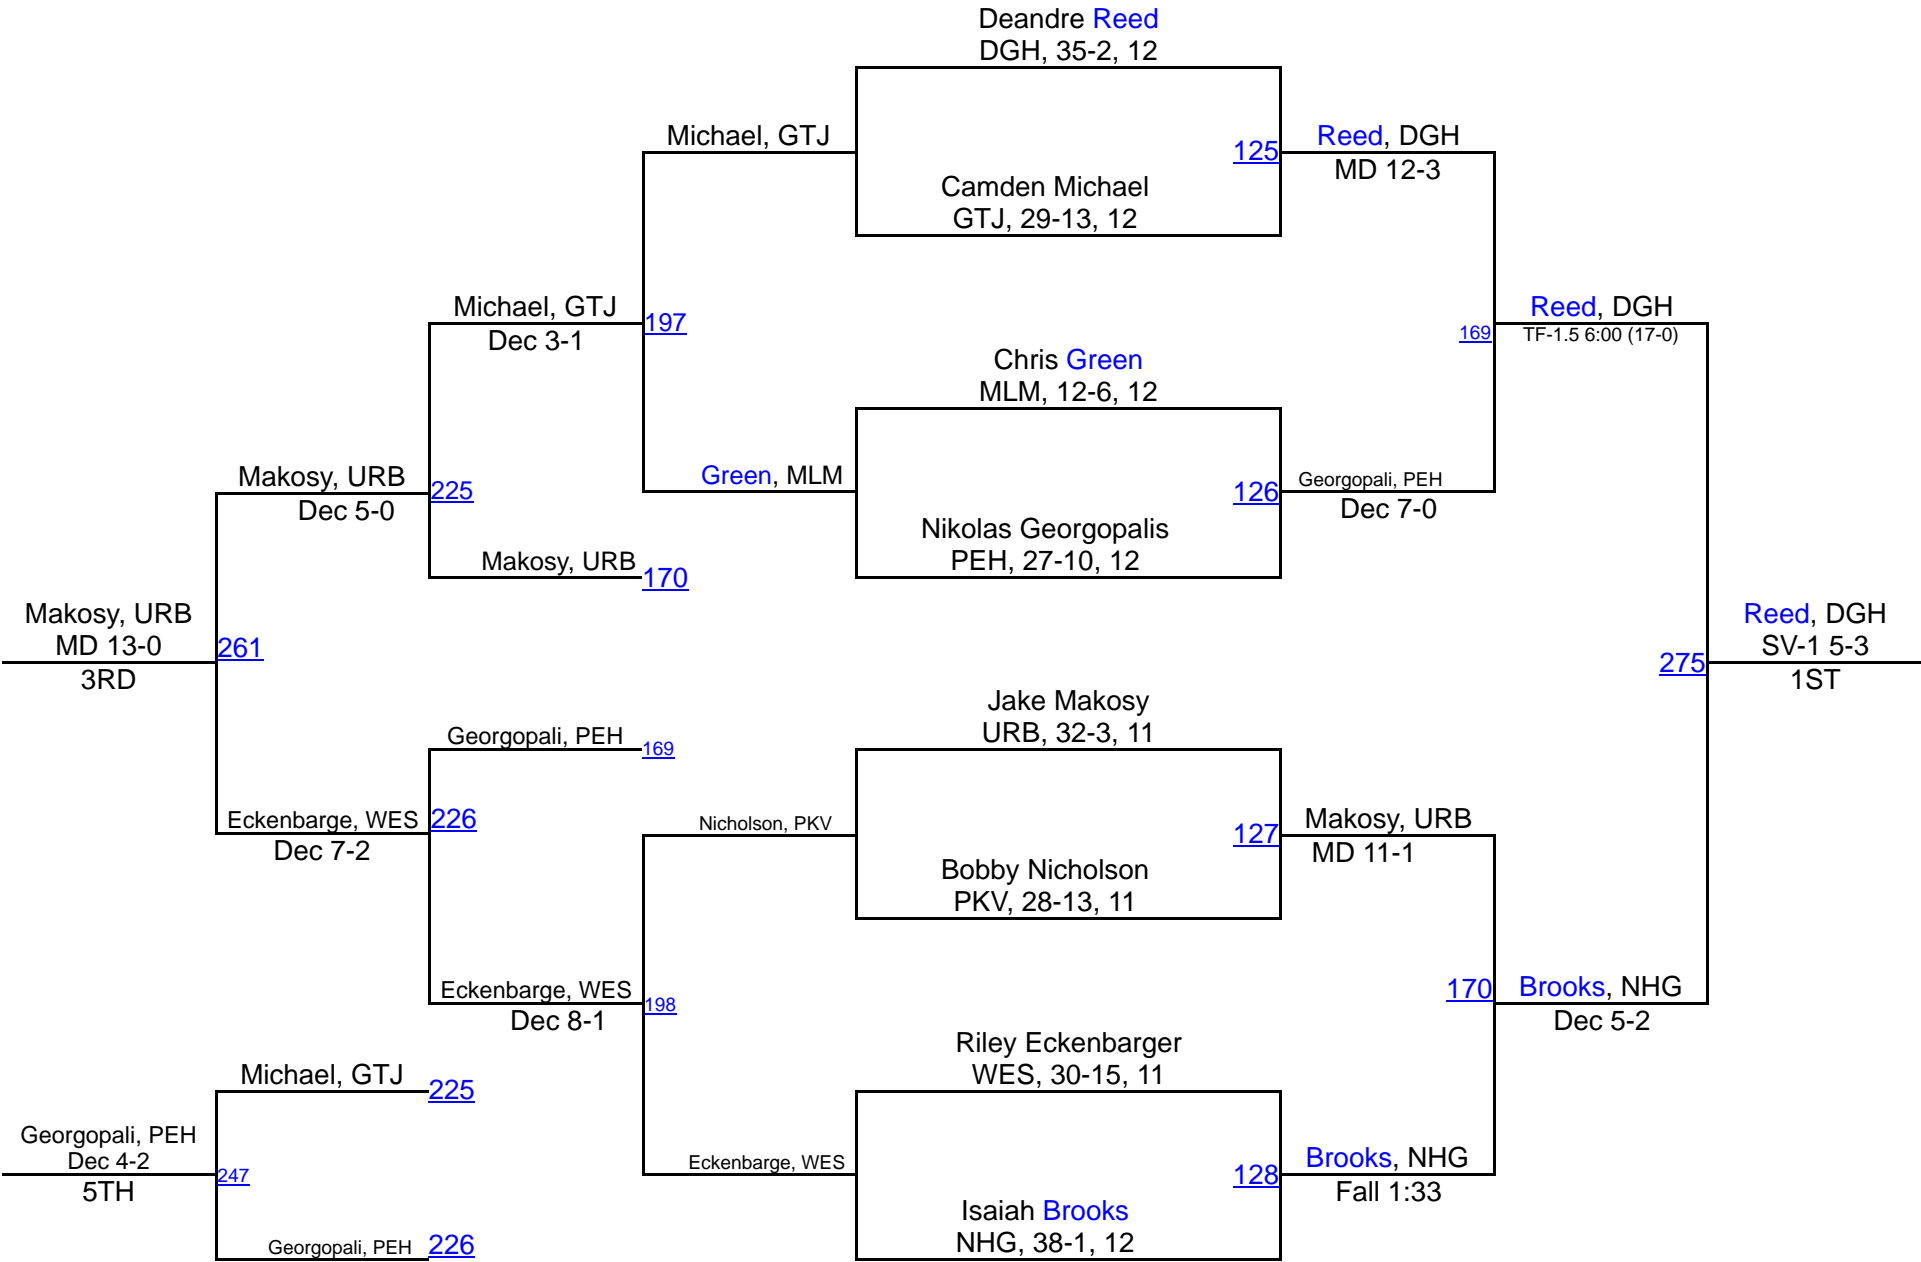 Deandre Reed
DGH, 35-2, 12
Michael, GTJ
125
Reed, DGH
MD 12-3
Camden Michael
GTJ, 29-13, 12
Michael, GTJ
Dec 3-1
197
Reed, DGH
169
TF-1.5 6:00 (17-0)
Chris Green
MLM, 12-6, 12
Makosy, URB
Dec 5-0
225
Green, MLM
126
Georgopali, PEH
Dec 7-0
Nikolas Georgopalis
PEH, 27-10, 12
Makosy, URB
170
Makosy, URB
MD 13-0
3RD
261
Reed, DGH
SV-1 5-3
1ST
275
Jake Makosy
URB, 32-3, 11
Georgopali, PEH
169
Eckenbarge, WES
Dec 7-2
226
Nicholson, PKV
127
Makosy, URB
MD 11-1
Bobby Nicholson
PKV, 28-13, 11
Eckenbarge, WES
Dec 8-1
198
170
Brooks, NHG
Dec 5-2
Riley Eckenbarger
WES, 30-15, 11
Michael, GTJ
225
Georgopali, PEH
Dec 4-2
5TH
247
Eckenbarge, WES
128
Brooks, NHG
Fall 1:33
Isaiah Brooks
NHG, 38-1, 12
Georgopali, PEH
226